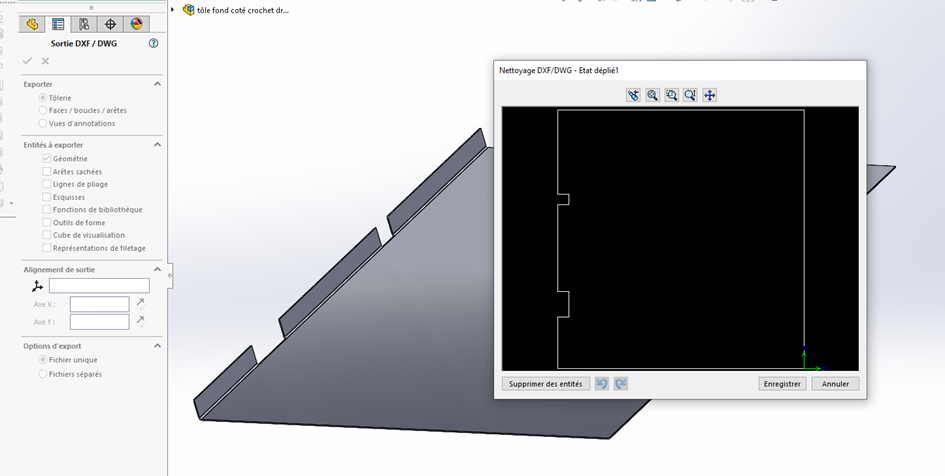 tôle fond coté crochet dr...
Sortie DXF / DWG
Exporter
Tôlerie
Faces / boucles / arêtes
Vues d'annotations
Entités à exporter
Géométrie
Arêtes cachées
Lignes de pliage
Esquisses
Fonctions de bibliothèque
Outils de forme
Cube de visualisation
Représentations de filetage
Alignement de sortie
Axe X :
Axe Y :
Options d'export
Fichier unique
Fichiers séparés
Nettoyage DXF/DWG - Etat déplié1
Supprimer des entités
Enregistrer
Annuler